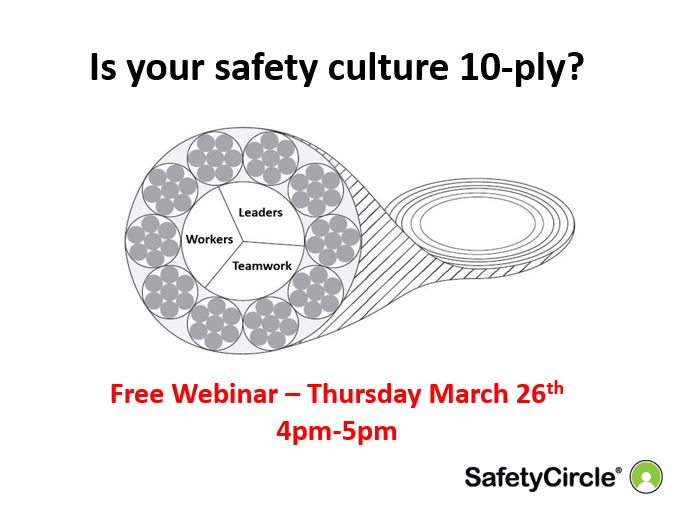 Is your safety culture 10-ply?
Leaders
Workers
Teamwork
Free Webinar – Thursday March 26th
4pm-5pm
SafetyCircle®